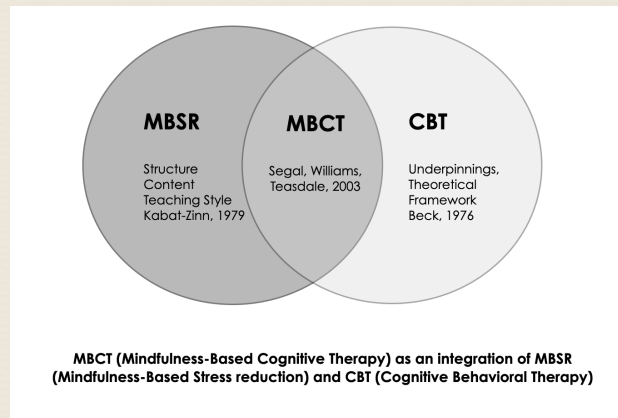 MBSR
Structure
Content
Teaching Style
Kabat-Zinn, 1979
MBCT
Segal, Williams,
Teasdale, 2003
CBT
Underpinnings,
Theoretical
Framework
Beck, 1976
MBCT (Mindfulness-Based Cognitive Therapy) as an integration of MBSR
(Mindfulness-Based Stress reduction) and CBT (Cognitive Behavioral Therapy)